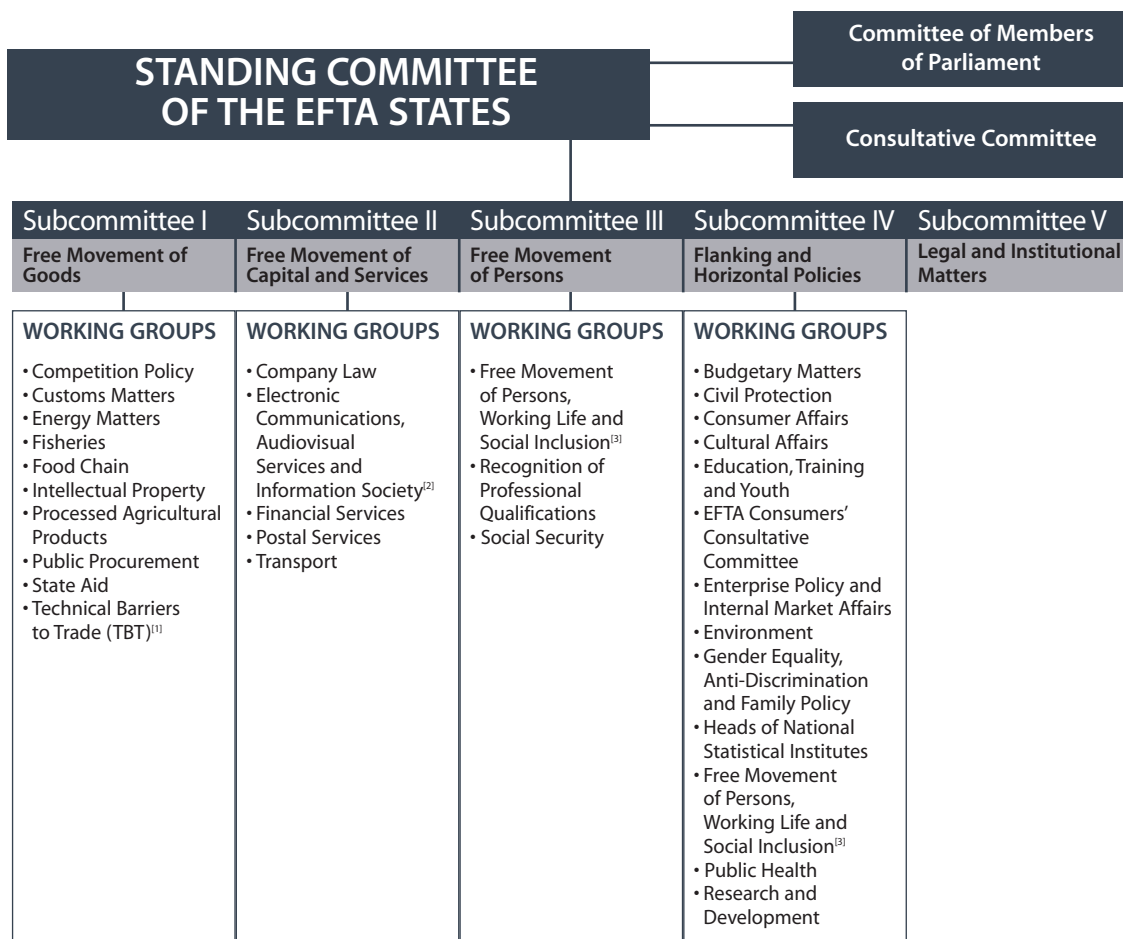 STANDING COMMITTEE
OF THE EFTA STATES
Committee of Members
of Parliament
Consultative Committee
Subcommittee I
Free Movement of
Goods
Subcommittee II
Free Movement of
Capital and Services
Subcommittee III
Free Movement
of Persons
Subcommittee IV
Flanking and
Horizontal Policies
Subcommittee V
Legal and Institutional
Matters
WORKING GROUPS
• Competition Policy
• Customs Matters
• Energy Matters
• Fisheries
• Food Chain
• Intellectual Property
• Processed Agricultural
Products
• Public Procurement
• State Aid
• Technical Barriers
to Trade (TBT)[1]
WORKING GROUPS
• Company Law
• Electronic
Communications,
Audiovisual
Services and
Information Society[2]
• Financial Services
• Postal Services
• Transport
WORKING GROUPS
• Free Movement
of Persons,
Working Life and
Social Inclusion[3]
• Recognition of
Professional
Qualifications
• Social Security
WORKING GROUPS
• Budgetary Matters
• Civil Protection
• Consumer Affairs
• Cultural Affairs
• Education, Training
and Youth
• EFTA Consumers’
Consultative
Committee
• Enterprise Policy and
Internal Market Affairs
• Environment
• Gender Equality,
Anti-Discrimination
and Family Policy
• Heads of National
Statistical Institutes
• Free Movement
of Persons,
Working Life and
Social Inclusion[3]
• Public Health
• Research and
Development